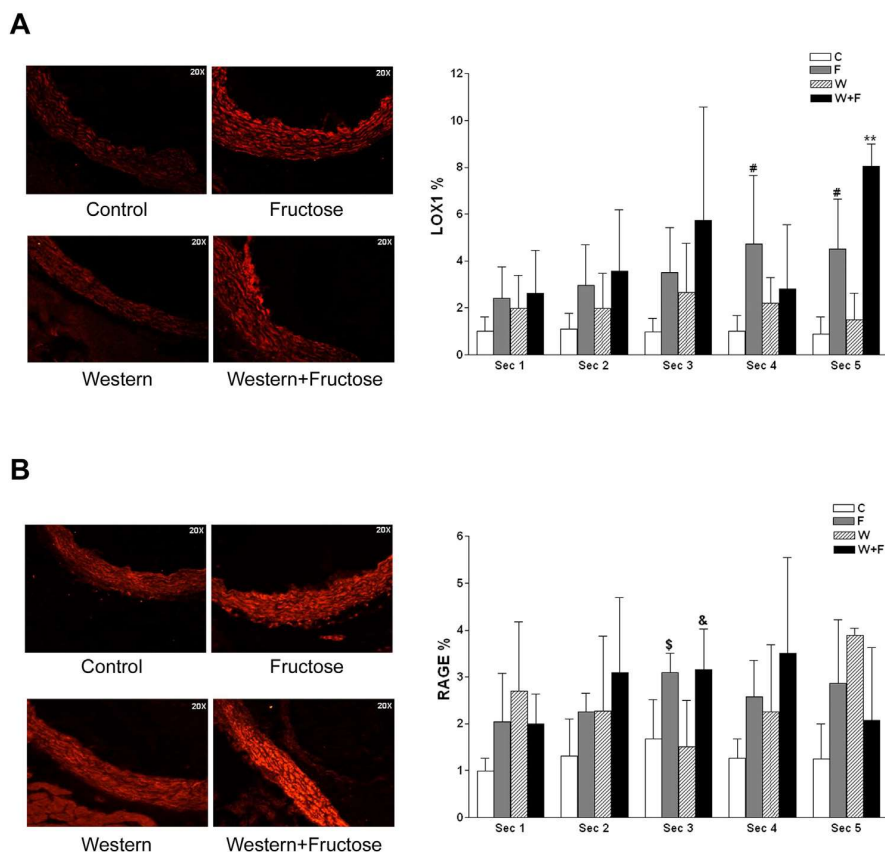 A
20X
20X
Control
Fructose
20X
20X
Western
Western+Fructose
C
F
W
W+F
LOX1 %
12
10
8
6
4
2
0
#
#
**
Sec 1
Sec 2
Sec 3
Sec 4
Sec 5
B
20X
20X
Control
Fructose
20X
20X
Western
Western+Fructose
C
F
W
W+F
RAGE %
6
5
4
3
2
1
0
$
&
Sec 1
Sec 2
Sec 3
Sec 4
Sec 5